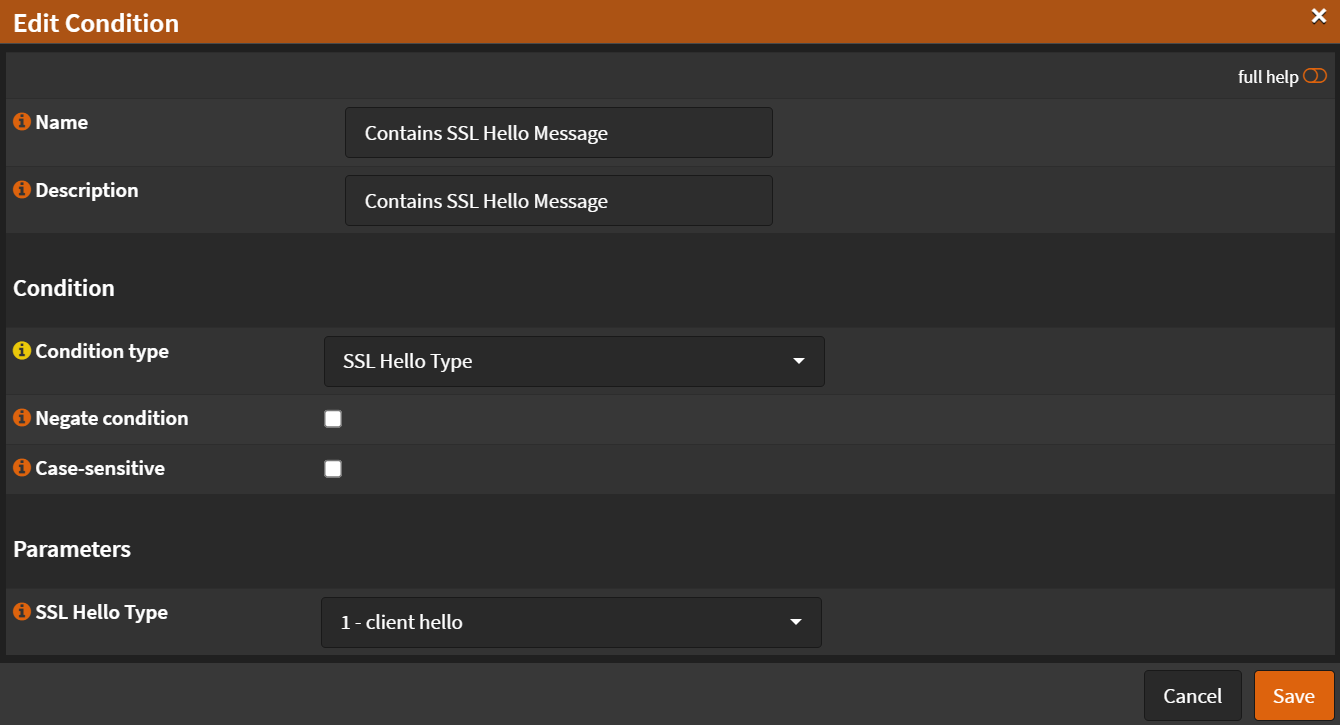 Edit Condition
full help
Name
Contains SSL Hello Message
Description
Contains SSL Hello Message
Condition
Condition type
SSL Hello Type
Negate condition
Case-sensitive
Parameters
SSL Hello Type
1 - client hello
Cancel
Save